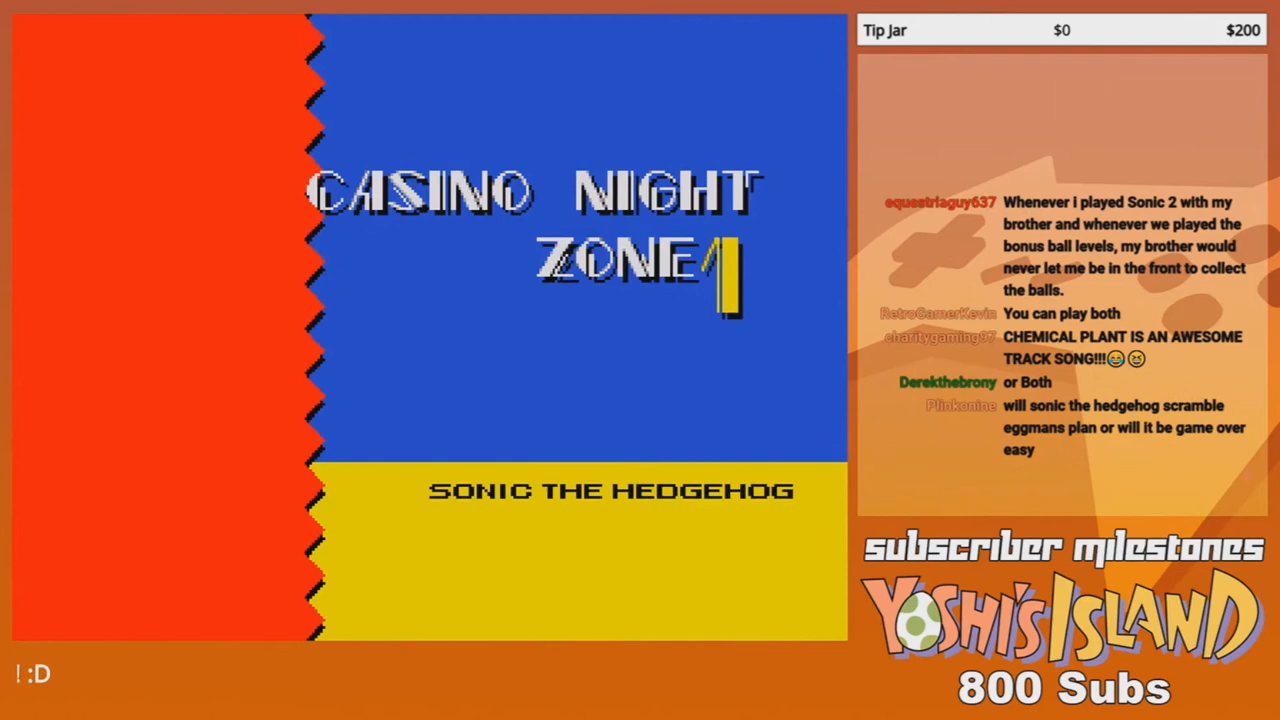 CASINO NIGHT
ZONE 1
SONIC THE HEDGEHOG
! :D
Tip Jar $0 $200
equestriaguy637 Whenever i played Sonic 2 with my
brother and whenever we played the
bonus ball levels, my brother would
never let me be in the front to collect
the balls.
RetroGamerKevin You can play both
charitygaming97 CHEMICAL PLANT IS AN AWESOME
TRACK SONG!!!😂😆
Derekthebrony or Both
Plinkonine will sonic the hedgehog scramble
eggmans plan or will it be game over
easy
subscriber milestones
YOSHI'S ISLAND
800 Subs